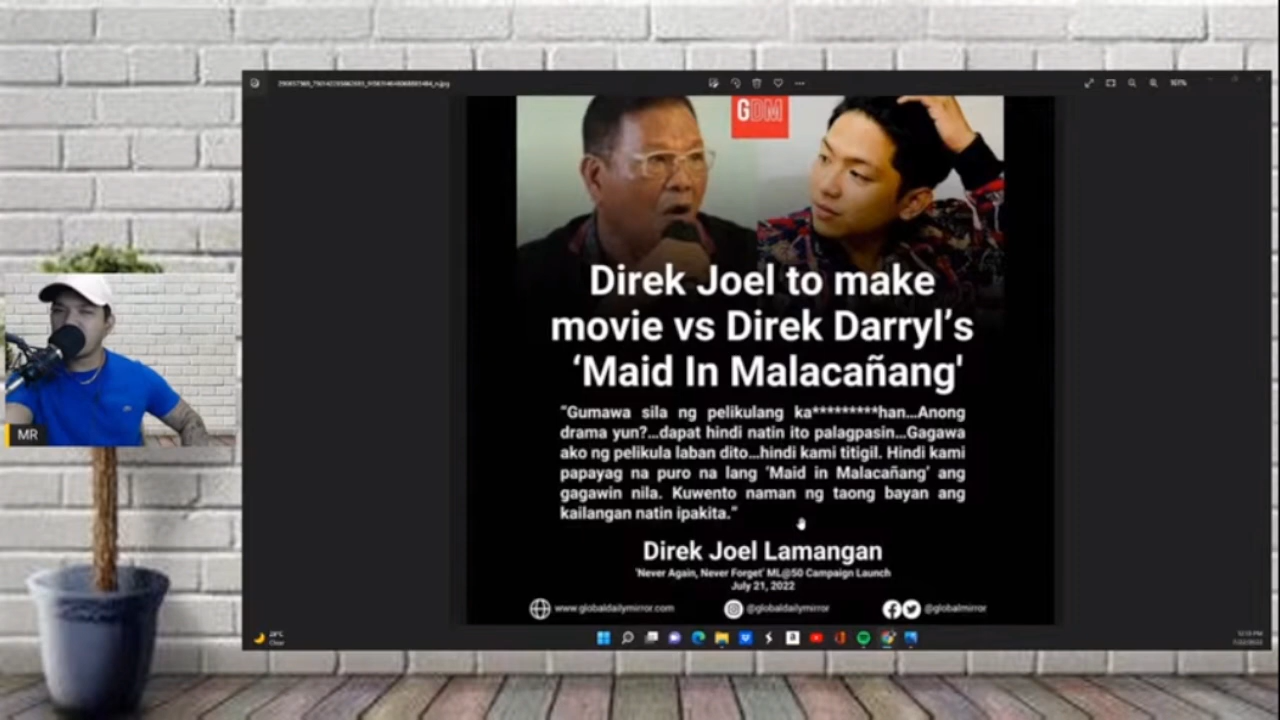 GDM
Direk Joel to make
movie vs Direk Darryl’s
‘Maid In Malacañang'
“Gumawa sila ng pelikulang ka*********han...Anong
drama yun?...dapat hindi natin ito palagpasin...Gagawa
ako ng pelikula laban dito...hindi kami titigil. Hindi kami
papayag na puro na lang ‘Maid in Malacañang’ ang
gagawin nila. Kuwento naman ng taong bayan ang
kailangan natin ipakita.“
Direk Joel Lamangan
'Never Again, Never Forget' ML@50 Campaign Launch
July 21, 2022
www.globaldailymirror.com @globaldailymirror @globalmirror
MR
Clear